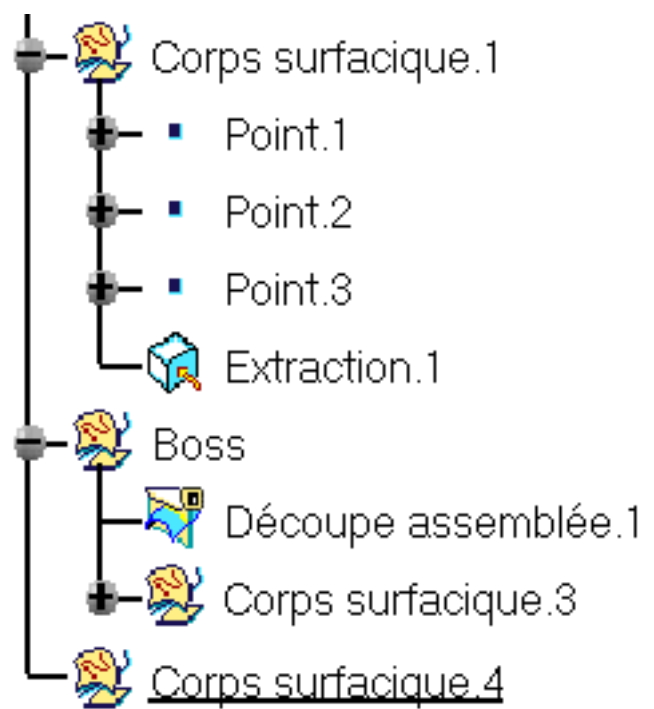 Corps surfacique.1
Point.1
Point.2
Point.3
Extraction.1
Boss
Découpe assemblée.1
Corps surfacique.3
Corps surfacique.4